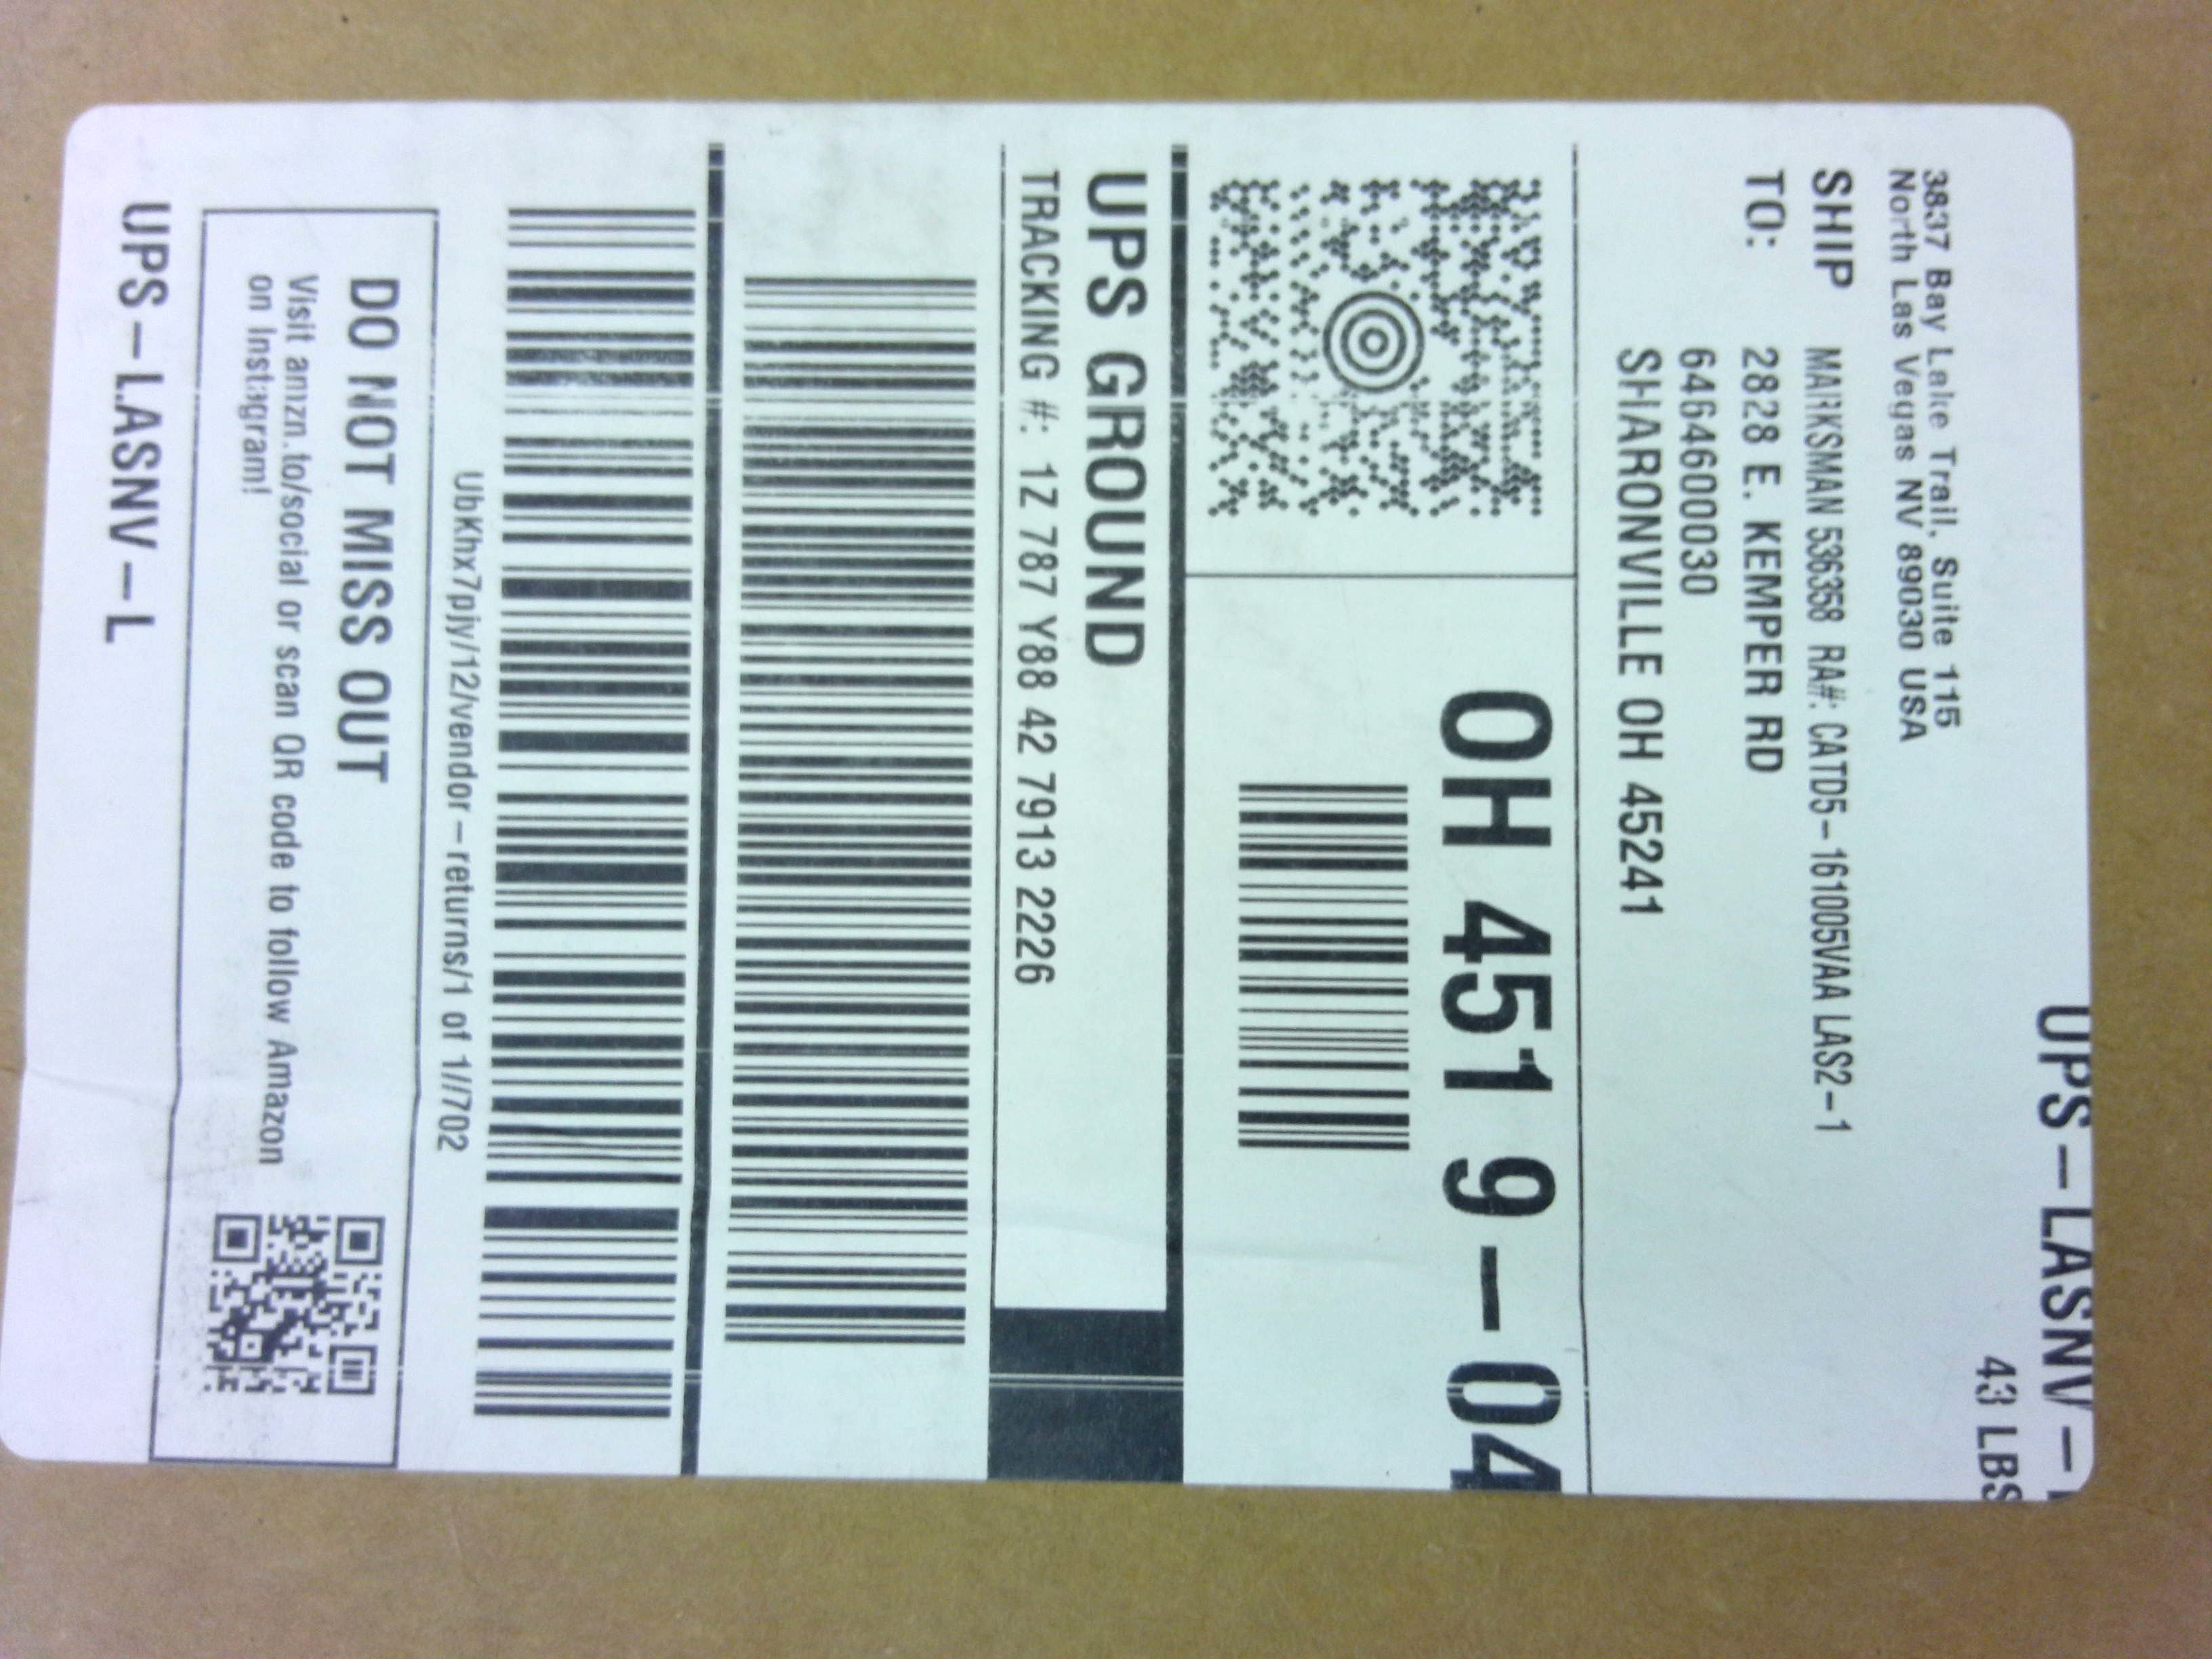 UPS-LASNV-
43 LBS
3837 Bay Lake Trail, Suite 115
North Las Vegas NV 89030 USA
SHIP MARKSMAN 536358 RA#: CATD5-161005VAA LAS2-1
TO: 2828 E. KEMPER RD
6464600030
SHARONVILLE OH 45241
OH 451 9-04
UPS GROUND
TRACKING #: 1Z 787 Y88 42 7913 2226
UbKhx7pjy/12/vendor-returns/1 of 1//702
DO NOT MISS OUT
Visit amzn.to/social or scan QR code to follow Amazon
on Instagram!
UPS-LASNV-L